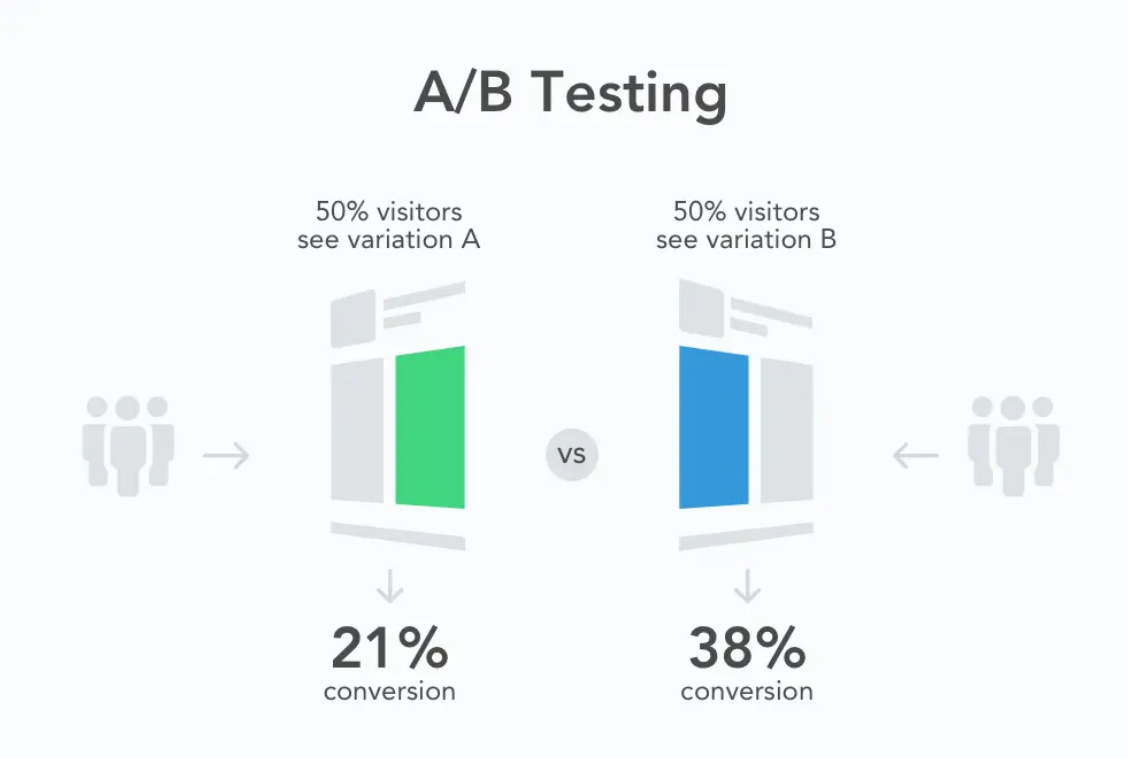 A/B Testing
50% visitors
see variation A
50% visitors
see variation B
vs
21%
conversion
38%
conversion